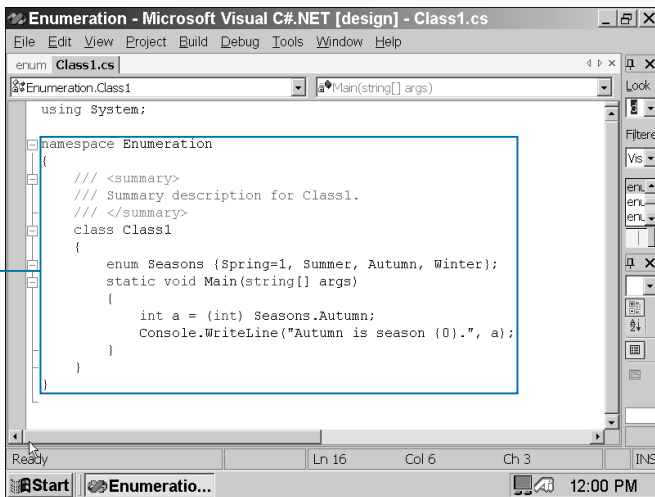 Enumeration - Microsoft Visual C#.NET [design] - Class1.cs
File Edit View Project Build Debug Tools Window Help
enum Class1.cs
Enumeration.Class1 Main(string[] args)
Look
using System;
namespace Enumeration
{
/// <summary>
/// Summary description for Class1.
/// </summary>
class Class1
{
enum Seasons {Spring=1, Summer, Autumn, Winter};
static void Main(string[] args)
{
int a = (int) Seasons.Autumn;
Console.WriteLine("Autumn is season {0}.", a);
}
}
}
Filtere
Vis
Ready Ln 16 Col 6 Ch 3 INS
Start Enumeratio... 12:00 PM